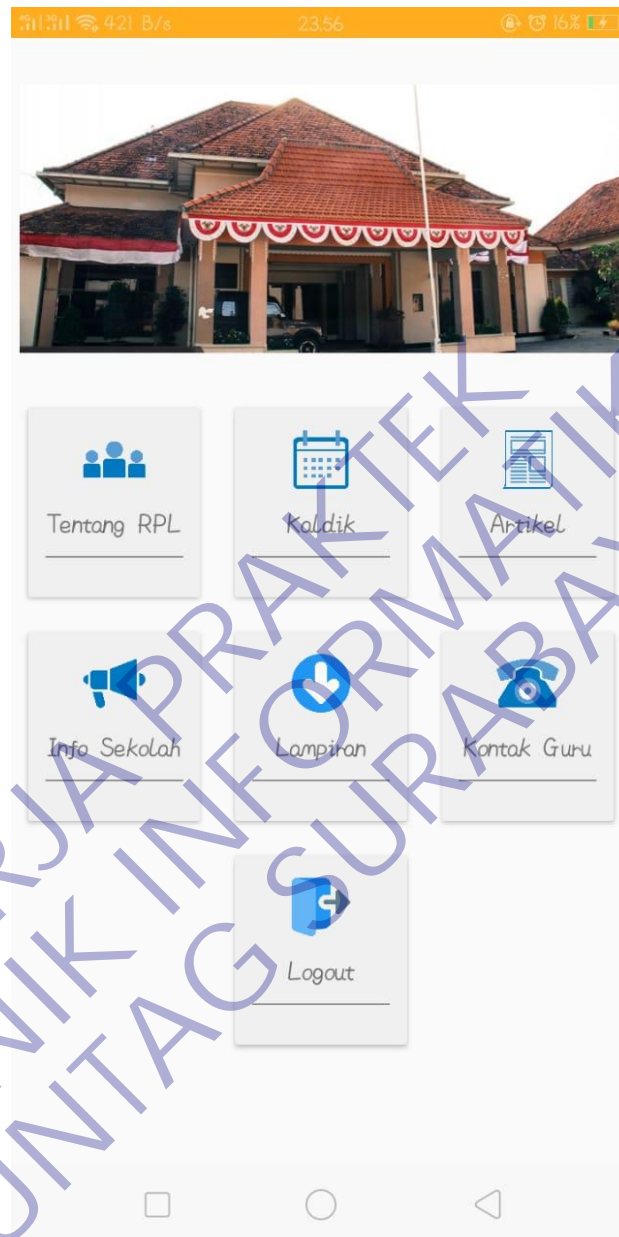 421 B/s 23.56 16%
Tentang RPL Kaldik Artikel
Info Sekolah Lampiran Kontak Guru
Logout
KERJA PRAKTEK
TEKNIK INFORMATIKA
UNTAG SURABAYA